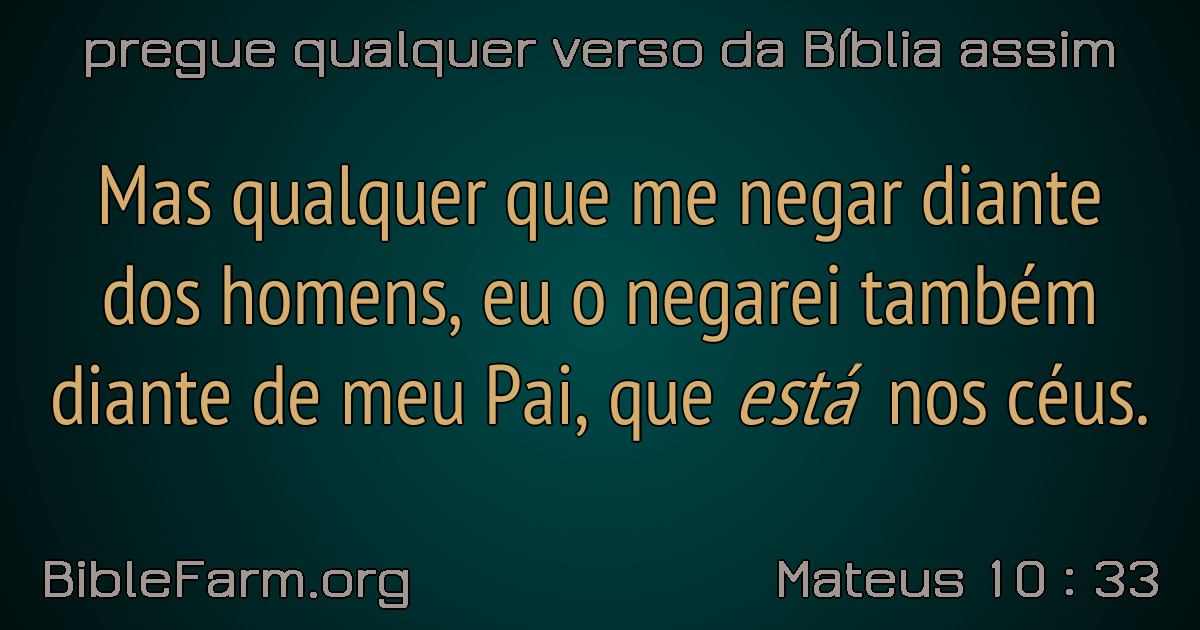 pregue qualquer verso da Bíblia assim
Mas qualquer que me negar diante
dos homens, eu o negarei também
diante de meu Pai, que está nos céus.
BibleFarm.org
Mateus 10 : 33